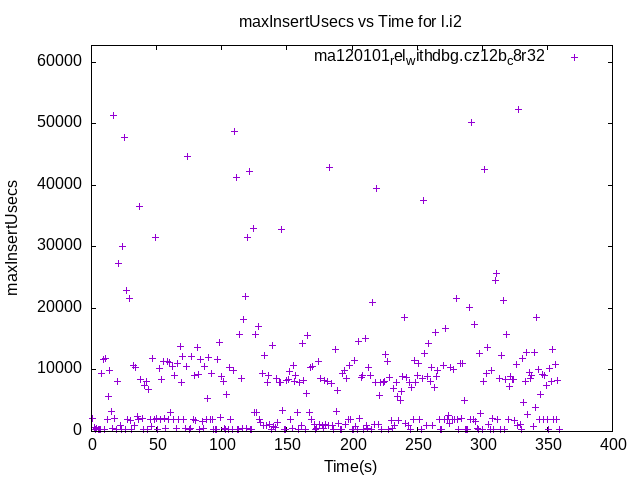 maxInsertUsecs vs Time for l.i2
ma120101_rel_withdbg.cz12b_c8r32
60000
50000
40000
30000
20000
10000
0
maxInsertUsecs
0 50 100 150 200 250 300 350 400
Time(s)